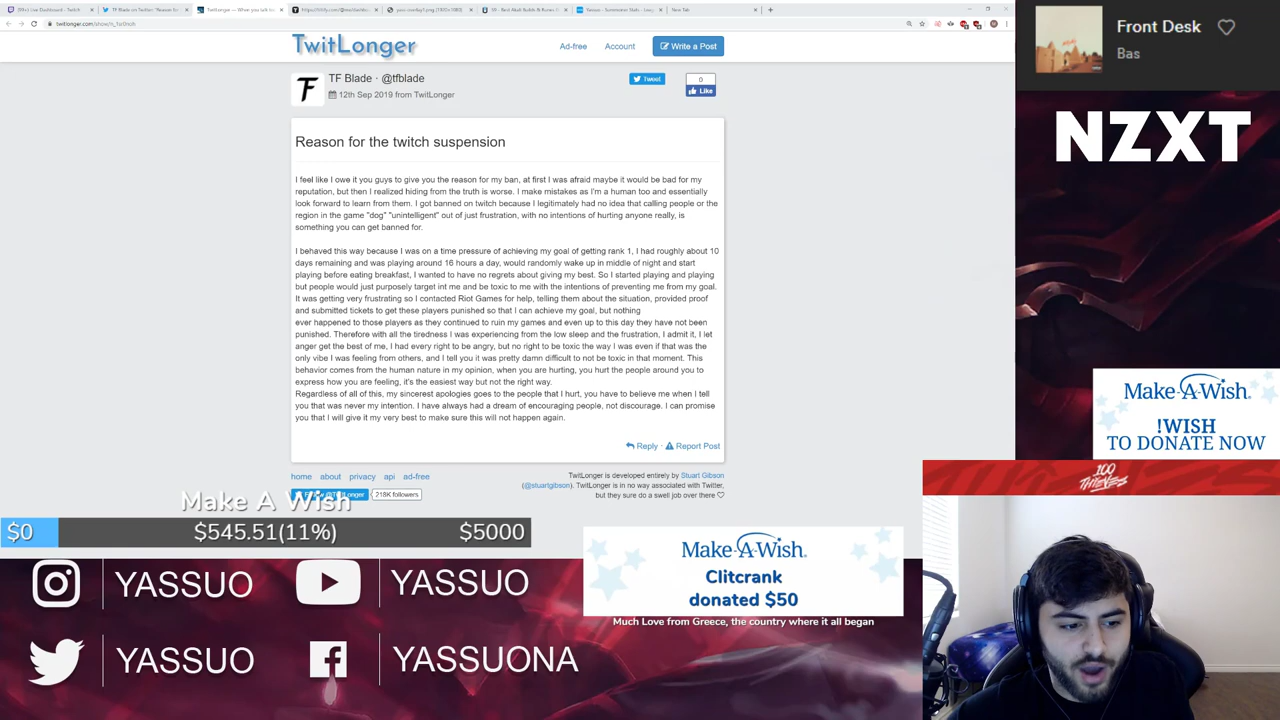 Live Dashboard - Twitch
TF Blade on Twitter: "Reason f
TwitLonger — When you talk to
New Tab
twitlonger.com/show/n_1sr0noh
TwitLonger
Ad-free
Account
Write a Post
TF Blade · @tfblade
12th Sep 2019 from TwitLonger
Tweet
0
Like
Reason for the twitch suspension
I feel like I owe it you guys to give you the reason for my ban, at first I was afraid maybe it would be bad for my
reputation, but then I realized hiding from the truth is worse. I make mistakes as I'm a human too and essentially
look forward to learn from them. I got banned on twitch because I legitimately had no idea that calling people or the
region in the game "dog" "unintelligent" out of just frustration, with no intentions of hurting anyone really, is
something you can get banned for.
I behaved this way because I was on a time pressure of achieving my goal of getting rank 1, I had roughly about 10
days remaining and was playing around 16 hours a day, would randomly wake up in middle of night and start
playing before eating breakfast, I wanted to have no regrets about giving my best. So I started playing and playing
but people would just purposely target int me and be toxic to me with the intentions of preventing me from my goal.
It was getting very frustrating so I contacted Riot Games for help, telling them about the situation, provided proof
and submitted tickets to get these players punished so that I can achieve my goal, but nothing
ever happened to those players as they continued to ruin my games and even up to this day they have not been
punished. Therefore with all the tiredness I was experiencing from the low sleep and the frustration, I admit it, I let
anger get the best of me, I had every right to be angry, but no right to be toxic the way I was even if that was the
only vibe I was feeling from others, and I tell you it was pretty damn difficult to not be toxic in that moment. This
behavior comes from the human nature in my opinion, when you are hurting, you hurt the people around you to
express how you are feeling, it's the easiest way but not the right way.
Regardless of all of this, my sincerest apologies goes to the people that I hurt, you have to believe me when I tell
you that was never my intention. I have always had a dream of encouraging people, not discourage. I can promise
you that I will give it my very best to make sure this will not happen again.
Reply · Report Post
home about privacy api ad-free
@TwitLonger 218K followers
TwitLonger is developed entirely by Stuart Gibson
(@stuartgibson). TwitLonger is in no way associated with Twitter,
but they sure do a swell job over there
Make A Wish
$0 $545.51(11%) $5000
YASSUO
YASSUO
YASSUO
YASSUONA
Make-A-Wish.
Clitcrank
donated $50
Much Love from Greece, the country where it all began
Front Desk
Bas
NZXT
Make-A-Wish.
!WISH
TO DONATE NOW
100
Thieves